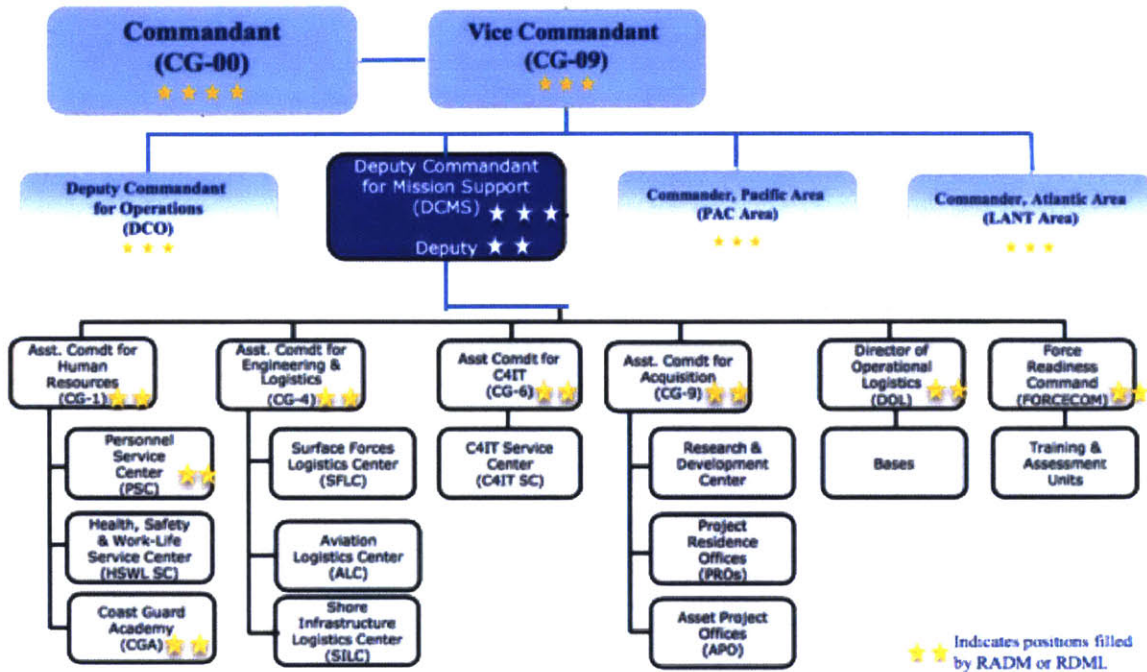 Commandant
(CG-00)
Vice Commandant
(CG-09)
Deputy Commandant
for Operations
(DCO)
Deputy Commandant
for Mission Support
(DCMS)
Deputy
Commander, Pacific Area
(PAC Area)
Commander, Atlantic Area
(LANT Area)
Asst. Comdt for
Human
Resources
(CG-1)
Asst. Comdt for
Engineering &
Logistics
(CG-4)
Asst Comdt for
C4IT
(CG-6)
Asst. Comdt for
Acquisition
(CG-9)
Director of
Operational
Logistics
(DOL)
Force
Readiness
Command
(FORCECOM)
Personnel
Service
Center
(PSC)
Health, Safety
& Work-Life
Service Center
(HSWL SC)
Coast Guard
Academy
(CGA)
Surface Forces
Logistics Center
(SFLC)
Aviation
Logistics Center
(ALC)
Shore
Infrastructure
Logistics Center
(SILC)
C4IT Service
Center
(C4IT SC)
Research &
Development
Center
Project
Residence
Offices
(PROs)
Asset Project
Offices
(APO)
Bases
Training &
Assessment
Units
Indicates positions filled
by RADM or RDML